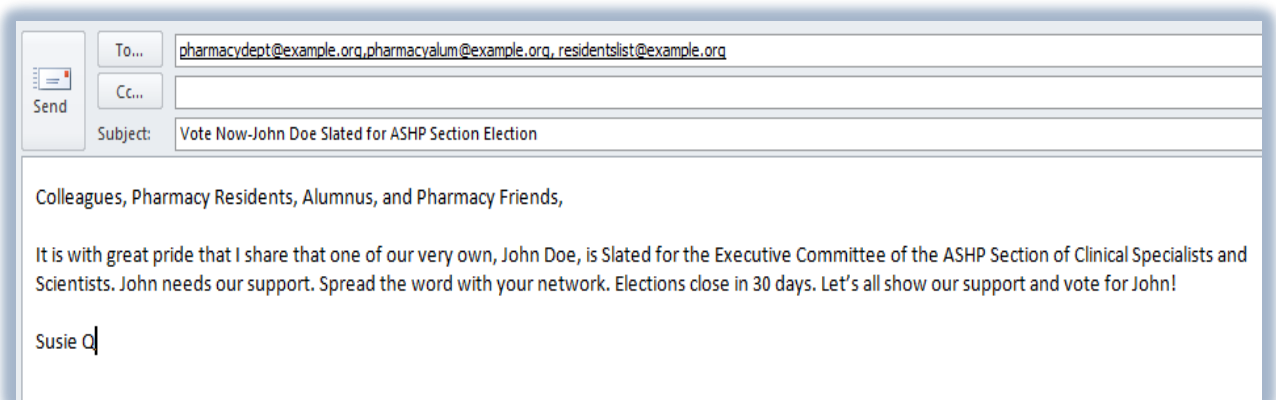 To...
pharmacydept@example.org,pharmacyalum@example.org, residentslist@example.org
Send
Cc...
Subject:
Vote Now-John Doe Slated for ASHP Section Election
Colleagues, Pharmacy Residents, Alumnus, and Pharmacy Friends,
It is with great pride that I share that one of our very own, John Doe, is Slated for the Executive Committee of the ASHP Section of Clinical Specialists and
Scientists. John needs our support. Spread the word with your network. Elections close in 30 days. Let’s all show our support and vote for John!
Susie Q